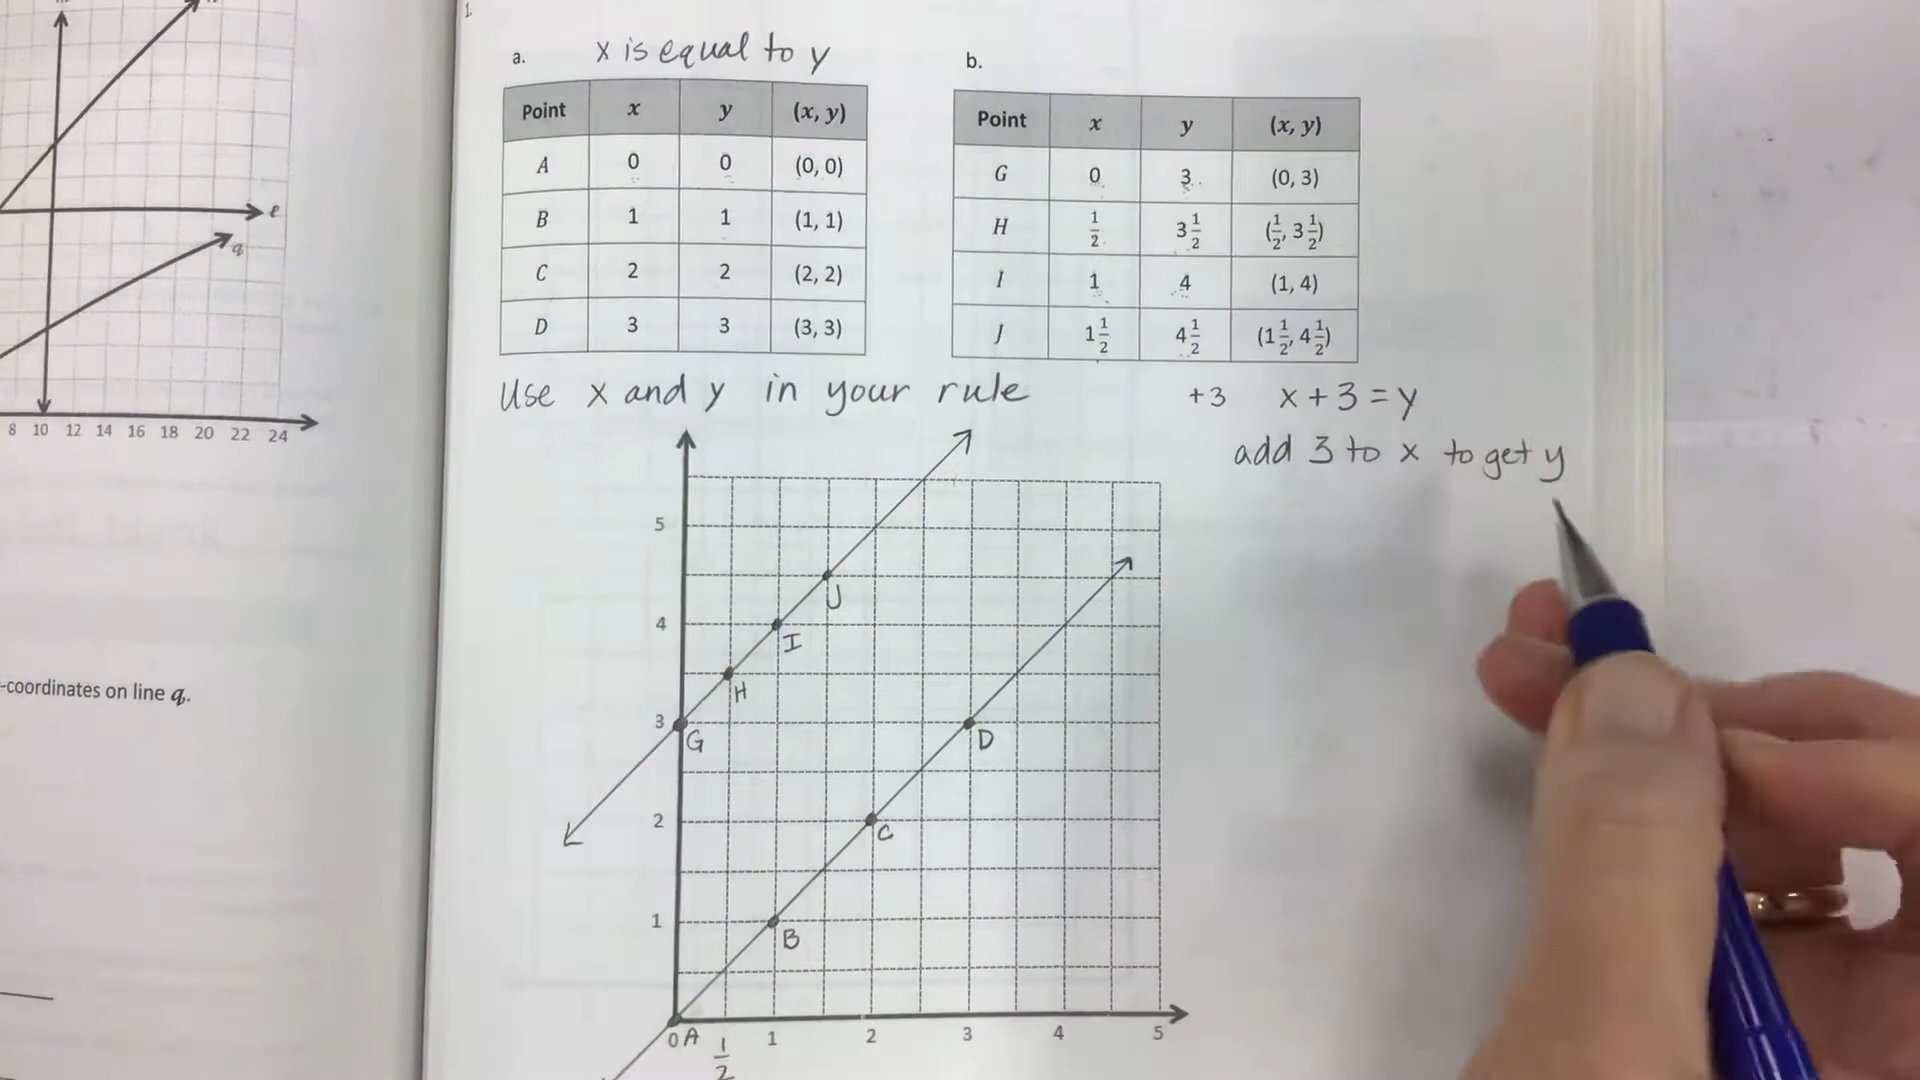 1.
a. x is equal to y
Point x y (x, y)
A 0 0 (0, 0)
B 1 1 (1, 1)
C 2 2 (2, 2)
D 3 3 (3, 3)
b.
Point x y (x, y)
G 0 3 (0, 3)
H 1/2 3 1/2 (1/2, 3 1/2)
I 1 4 (1, 4)
J 1 1/2 4 1/2 (1 1/2, 4 1/2)
Use x and y in your rule
+3 x + 3 = y
add 3 to x to get y
5
4
3
2
1
J
I
H
G
D
C
B
0 A 1/2 1 2 3 4 5
ℓ
q
8 10 12 14 16 18 20 22 24
-coordinates on line q.